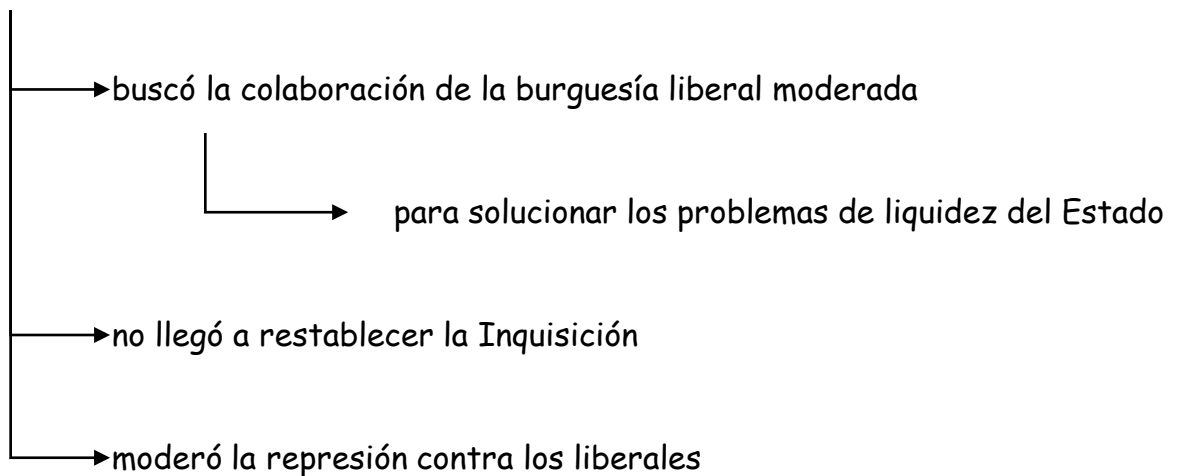 buscó la colaboración de la burguesía liberal moderada
para solucionar los problemas de liquidez del Estado
no llegó a restablecer la Inquisición
moderó la represión contra los liberales